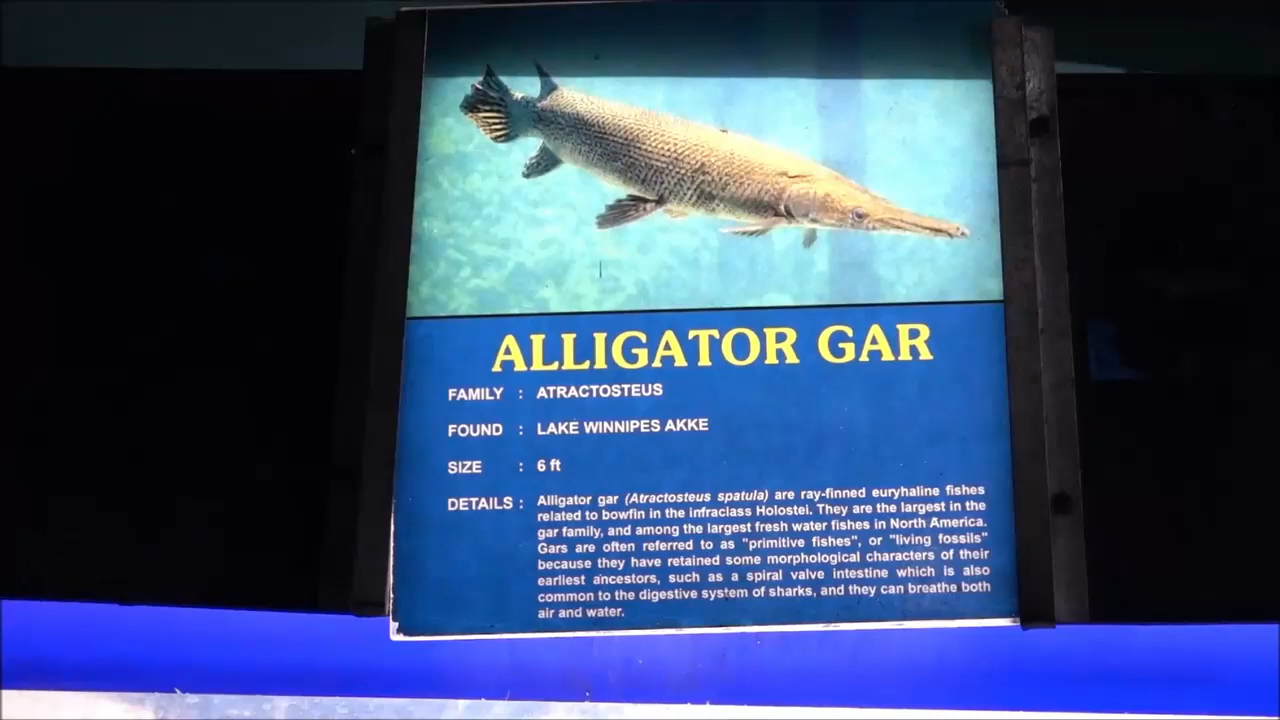 ALLIGATOR GAR
FAMILY : ATRACTOSTEUS
FOUND : LAKE WINNIPES AKKE
SIZE : 6 ft
DETAILS : Alligator gar (Atractosteus spatula) are ray-finned euryhaline fishes
related to bowfin in the infraclass Holostei. They are the largest in the
gar family, and among the largest fresh water fishes in North America.
Gars are often referred to as "primitive fishes", or "living fossils"
because they have retained some morphological characters of their
earliest ancestors, such as a spiral valve intestine which is also
common to the digestive system of sharks, and they can breathe both
air and water.